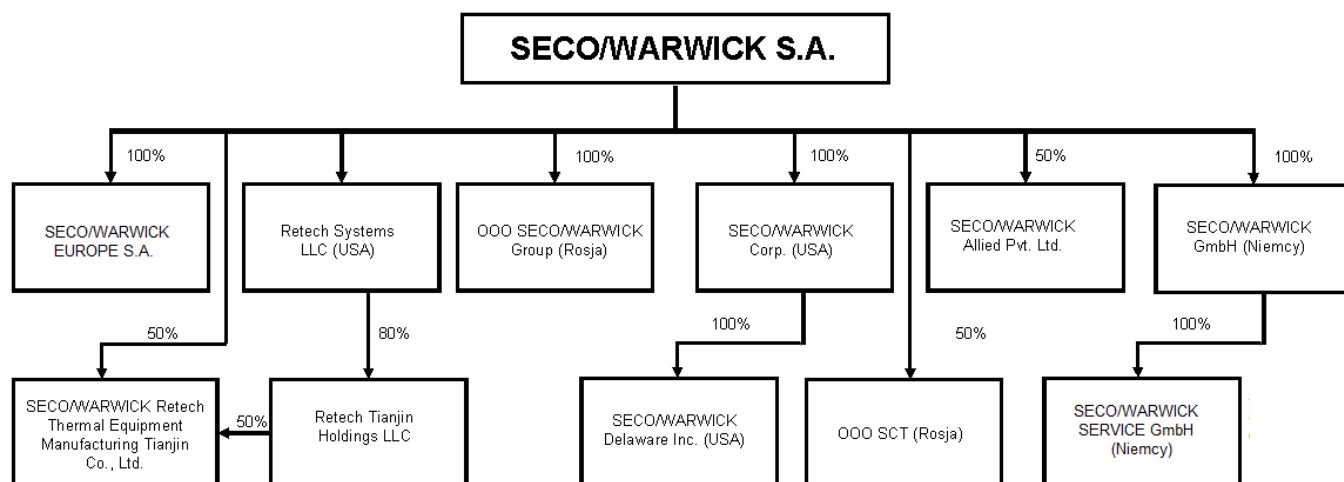 SECO/WARWICK S.A.
100%
100%
100%
50%
100%
SECO/WARWICK
EUROPE S.A.
Retech Systems
LLC (USA)
OOO SECO/WARWICK
Group (Rosja)
SECO/WARWICK
Corp. (USA)
SECO/WARWICK
Allied Pvt. Ltd.
SECO/WARWICK
GmbH (Niemcy)
50%
80%
100%
50%
100%
SECO/WARWICK Retech
Thermal Equipment
Manufacturing Tianjin
Co., Ltd.
50%
Retech Tianjin
Holdings LLC
SECO/WARWICK
Delaware Inc. (USA)
OOO SCT (Rosja)
SECO/WARWICK
SERVICE GmbH
(Niemcy)